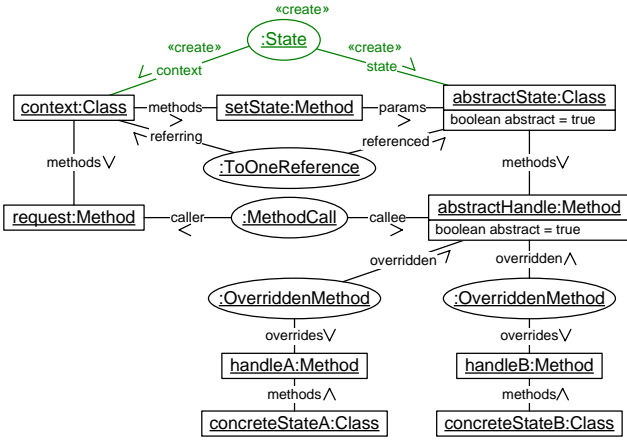 «create»
:State
«create»
«create»
context
state
context:Class
methods
setState:Method
params
abstractState:Class
boolean abstract = true
referring
referenced
:ToOneReference
methods
methods
request:Method
caller
:MethodCall
callee
abstractHandle:Method
boolean abstract = true
overridden
overridden
:OverriddenMethod
:OverriddenMethod
overrides
overrides
handleA:Method
handleB:Method
methods
methods
concreteStateA:Class
concreteStateB:Class